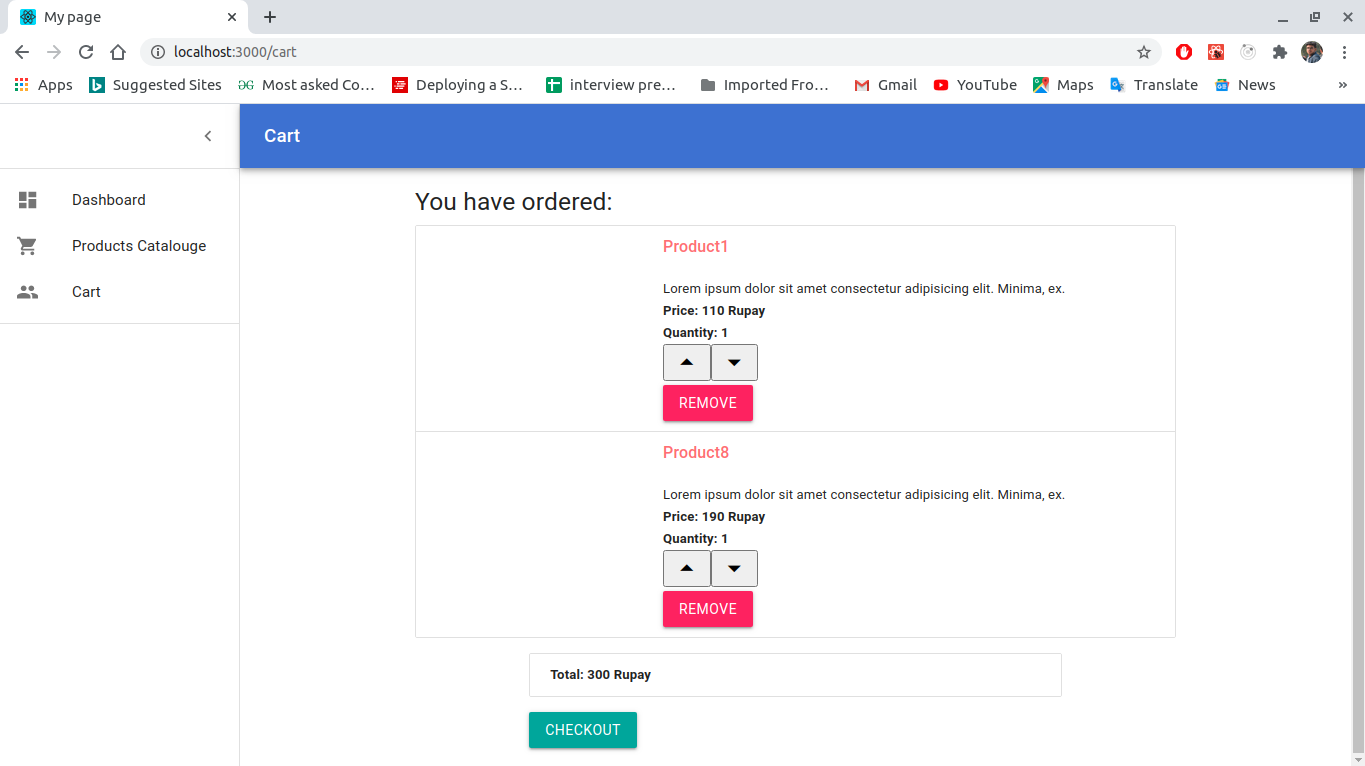 My page
localhost:3000/cart
Apps
Suggested Sites
Most asked Co...
Deploying a S...
interview pre...
Imported Fro...
Gmail
YouTube
Maps
Translate
News
»
Cart
Dashboard
Products Catalouge
Cart
You have ordered:
Product1
Lorem ipsum dolor sit amet consectetur adipisicing elit. Minima, ex.
Price: 110 Rupay
Quantity: 1
REMOVE
Product8
Lorem ipsum dolor sit amet consectetur adipisicing elit. Minima, ex.
Price: 190 Rupay
Quantity: 1
REMOVE
Total: 300 Rupay
CHECKOUT